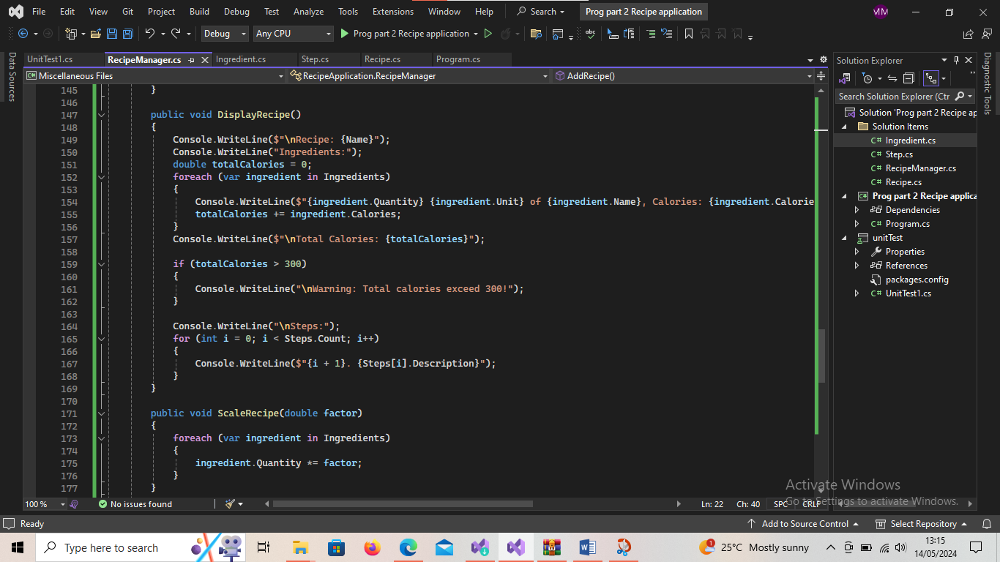 File Edit View Git Project Build Debug Test Analyze Tools Extensions Window Help Search Prog part 2 Recipe application MM
Debug Any CPU Prog part 2 Recipe application
UnitTest1.cs RecipeManager.cs Ingredient.cs Step.cs Recipe.cs Program.cs
Miscellaneous Files RecipeApplication.RecipeManager AddRecipe()
Data Sources
145 }
146
147 public void DisplayRecipe()
148 {
149 Console.WriteLine($"\nRecipe: {Name}");
150 Console.WriteLine("Ingredients:");
151 double totalCalories = 0;
152 foreach (var ingredient in Ingredients)
153 {
154 Console.WriteLine($"{ingredient.Quantity} {ingredient.Unit} of {ingredient.Name}, Calories: {ingredient.Calorie
155 totalCalories += ingredient.Calories;
156 }
157 Console.WriteLine($"\nTotal Calories: {totalCalories}");
158
159 if (totalCalories > 300)
160 {
161 Console.WriteLine("\nWarning: Total calories exceed 300!");
162 }
163
164 Console.WriteLine("\nSteps:");
165 for (int i = 0; i < Steps.Count; i++)
166 {
167 Console.WriteLine($"{i + 1}. {Steps[i].Description}");
168 }
169 }
170
171 public void ScaleRecipe(double factor)
172 {
173 foreach (var ingredient in Ingredients)
174 {
175 ingredient.Quantity *= factor;
176 }
177 }
100 % No issues found Ln: 22 Ch: 40 SPC CRLF
Solution Explorer
Search Solution Explorer (Ctr
Solution 'Prog part 2 Recipe ap
Solution Items
C# Ingredient.cs
C# Step.cs
C# RecipeManager.cs
C# Recipe.cs
C# Prog part 2 Recipe applica
Dependencies
C# Program.cs
unitTest
Properties
References
packages.config
C# UnitTest1.cs
Diagnostic Tools
Activate Windows
Go to Settings to activate Windows.
Ready Add to Source Control Select Repository
Type here to search 25°C Mostly sunny 13:15
14/05/2024